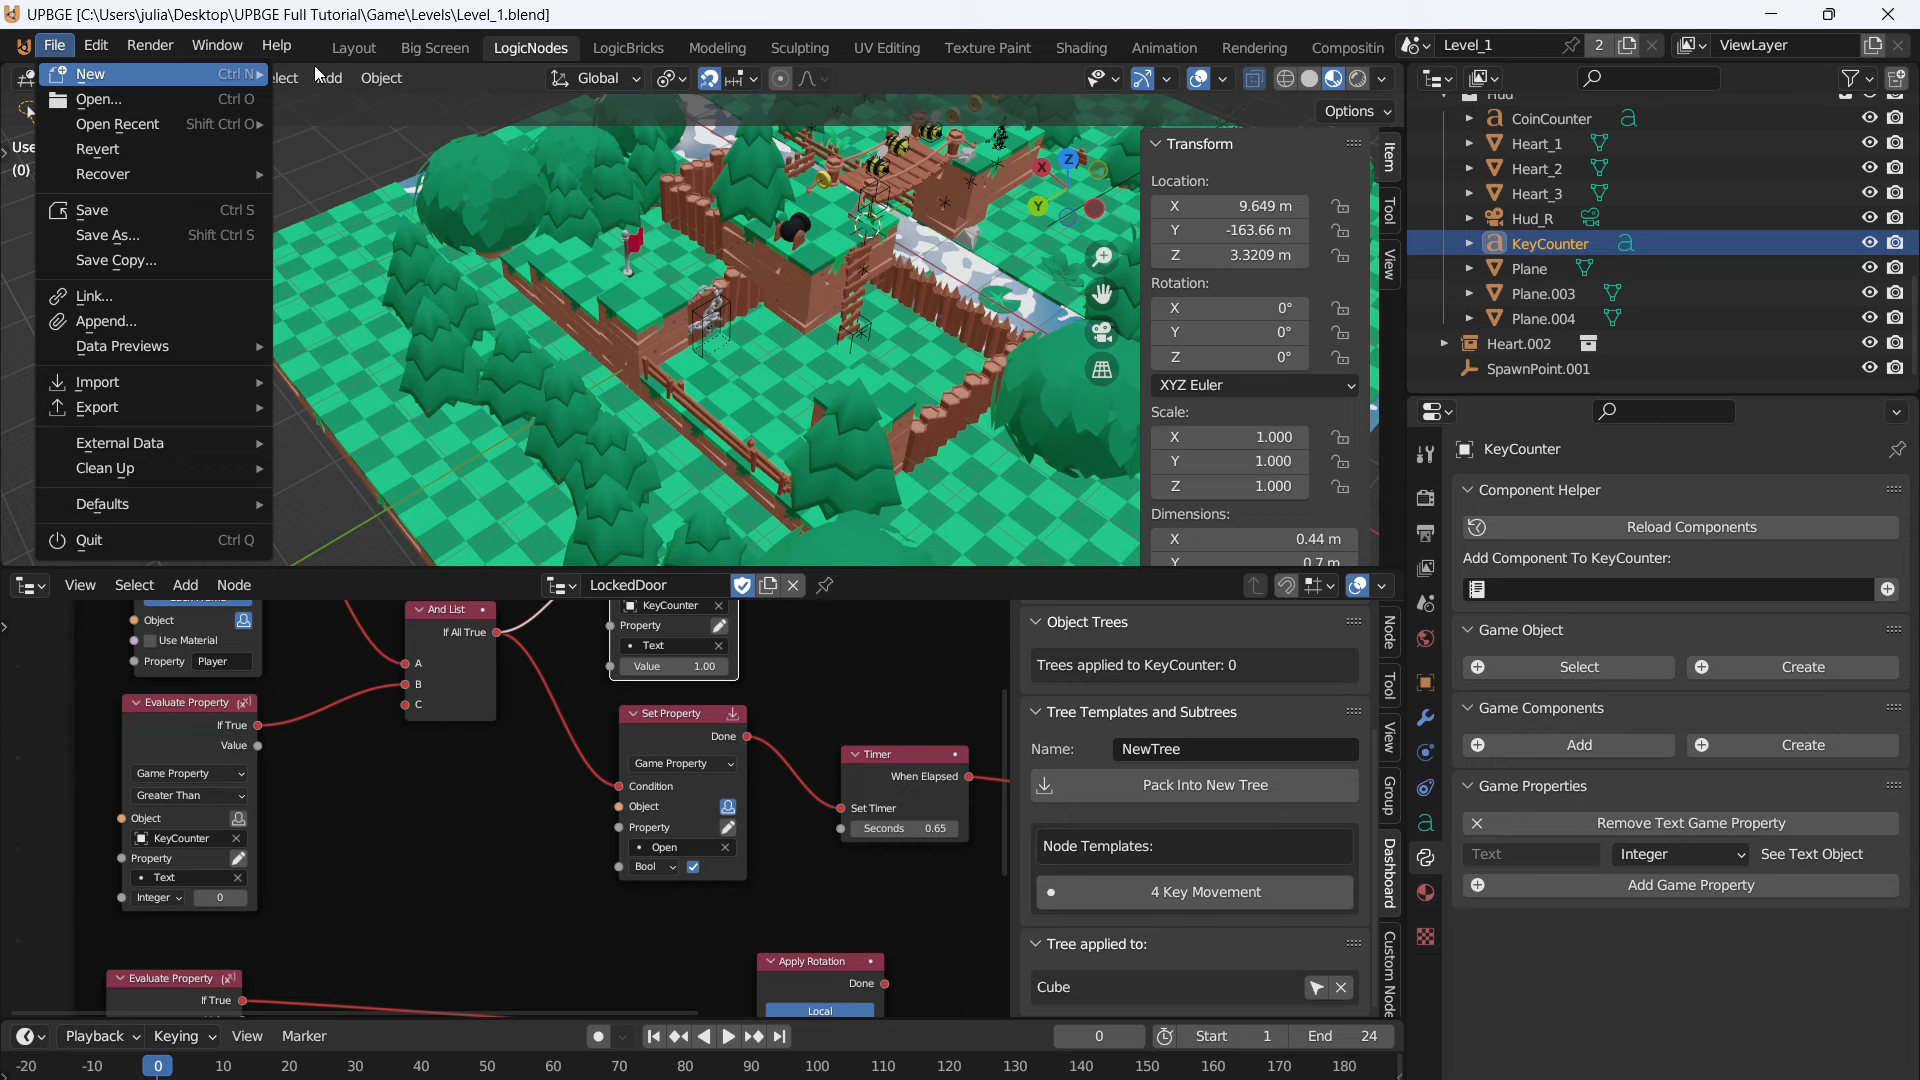 UPBGE [C:\Users\julia\Desktop\UPBGE Full Tutorial\Game\Levels\Level_1.blend]
File Edit Render Window Help
Layout Big Screen LogicNodes LogicBricks Modeling Sculpting UV Editing Texture Paint Shading Animation Rendering Compositin
Level_1 2
ViewLayer
New Ctrl N
Open... Ctrl O
Open Recent Shift Ctrl O
Revert
Recover
Save Ctrl S
Save As... Shift Ctrl S
Save Copy...
Link...
Append...
Data Previews
Import
Export
External Data
Clean Up
Defaults
Quit Ctrl Q
Object
Global
Options
(0)
X Y Z
Transform
Location:
X 9.649 m
Y -163.66 m
Z 3.3209 m
Rotation:
X 0°
Y 0°
Z 0°
XYZ Euler
Scale:
X 1.000
Y 1.000
Z 1.000
Dimensions:
X 0.44 m
Y 0.7 m
Item
Tool
View
Hud
CoinCounter
Heart_1
Heart_2
Heart_3
Hud_R
KeyCounter
Plane
Plane.003
Plane.004
Heart.002
SpawnPoint.001
KeyCounter
Component Helper
Reload Components
Add Component To KeyCounter:
Game Object
Select Create
Game Components
Add Create
Game Properties
Remove Text Game Property
Text Integer See Text Object
Add Game Property
View Select Add Node
LockedDoor
Object
Use Material
Property Player
And List
If All True
A
B
C
KeyCounter
Property
Text
Value 1.00
Evaluate Property
If True
Value
Game Property
Greater Than
Object
KeyCounter
Property
Text
Integer 0
Set Property
Done
Game Property
Condition
Object
Property
Open
Bool
Timer
When Elapsed
Set Timer
Seconds 0.65
Evaluate Property
If True
Apply Rotation
Done
Local
Object Trees
Trees applied to KeyCounter: 0
Tree Templates and Subtrees
Name: NewTree
Pack Into New Tree
Node Templates:
4 Key Movement
Tree applied to:
Cube
Node
Tool
View
Group
Dashboard
Custom Node
Playback Keying View Marker
0 Start 1 End 24
-20 -10 0 10 20 30 40 50 60 70 80 90 100 110 120 130 140 150 160 170 180